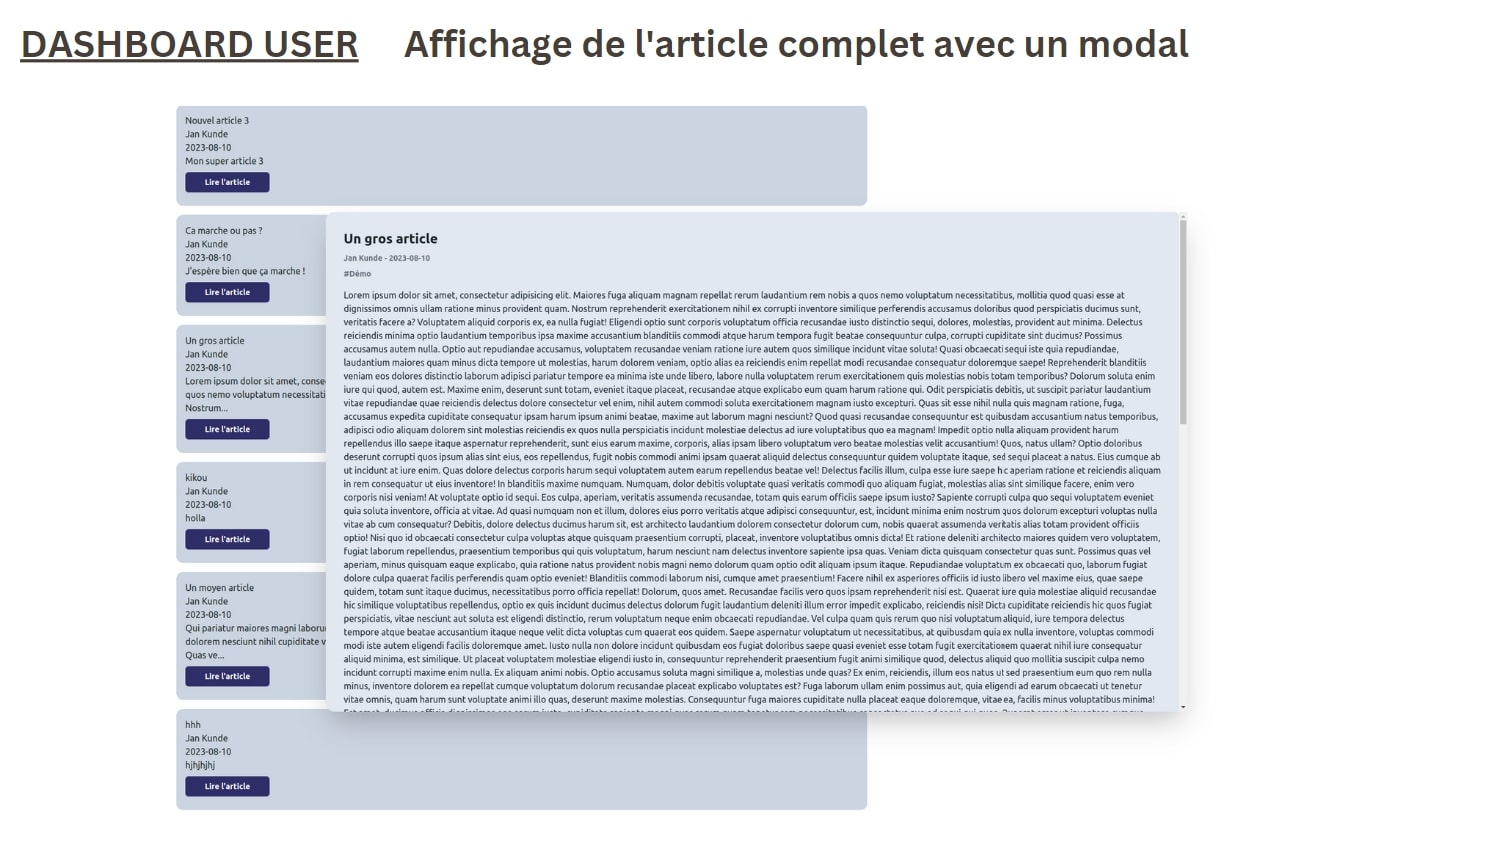 DASHBOARD USER Affichage de l'article complet avec un modal
Nouvel article 3
Jan Kunde
2023-08-10
Mon super article 3
Lire l'article
Ca marche ou pas ?
Jan Kunde
2023-08-10
J'espère bien que ça marche !
Lire l'article
Un gros article
Jan Kunde
2023-08-10
Lorem ipsum dolor sit amet, conse
quos nemo voluptatum necessitati
Nostrum...
Lire l'article
kikou
Jan Kunde
2023-08-10
holla
Lire l'article
Un moyen article
Jan Kunde
2023-08-10
Qui pariatur maiores magni laboru
dolorem nesciunt nihil cupiditate v
Quas ve...
Lire l'article
hhh
Jan Kunde
2023-08-10
hjhjhjhj
Lire l'article
Un gros article
Jan Kunde - 2023-08-10
#Démo
Lorem ipsum dolor sit amet, consectetur adipisicing elit. Maiores fuga aliquam magnam repellat rerum laudantium rem nobis a quos nemo voluptatum necessitatibus, mollitia quod quasi esse at
dignissimos omnis ullam ratione minus provident quam. Nostrum reprehenderit exercitationem nihil ex corrupti inventore similique perferendis accusamus doloribus quod perspiciatis ducimus sunt,
veritatis facere a? Voluptatem aliquid corporis ex, ea nulla fugiat! Eligendi optio sunt corporis voluptatum officia recusandae iusto distinctio sequi, dolores, molestias, provident aut minima. Delectus
reiciendis minima optio laudantium temporibus ipsa maxime accusantium blanditiis commodi atque harum tempora fugit beatae consequuntur culpa, corrupti cupiditate sint ducimus? Possimus
accusamus autem nulla. Optio aut repudiandae accusamus, voluptatem recusandae veniam ratione iure autem quos similique incidunt vitae soluta! Quasi obcaecati sequi iste quia repudiandae,
laudantium maiores quam minus dicta tempore ut molestias, harum dolorem veniam, optio alias ea reiciendis enim repellat modi recusandae consequatur doloremque saepe! Reprehenderit blanditiis
veniam eos dolores distinctio laborum adipisci pariatur tempore ea minima iste unde libero, labore nulla voluptatem rerum exercitationem quis molestias nobis totam temporibus? Dolorum soluta enim
iure qui quod, autem est. Maxime enim, deserunt sunt totam, eveniet itaque placeat, recusandae atque explicabo eum quam harum ratione qui. Odit perspiciatis debitis, ut suscipit pariatur laudantium
vitae repudiandae quae reiciendis delectus dolore consectetur vel enim, nihil autem commodi soluta exercitationem magnam iusto excepturi. Quas sit esse nihil nulla quis magnam ratione, fuga,
accusamus expedita cupiditate consequatur ipsam harum ipsum animi beatae, maxime aut laborum magni nesciunt? Quod quasi recusandae consequuntur est quibusdam accusantium natus temporibus,
adipisci odio aliquam dolorem sint molestias reiciendis ex quos nulla perspiciatis incidunt molestias delectus ad iure voluptatibus quo ea magnam! Impedit optio nulla aliquam provident harum
repellendus illo saepe itaque aspernatur reprehenderit, sunt eius earum maxime, corporis, alias ipsam libero voluptatum vero beatae molestias velit accusantium! Quos, natus ullam? Optio doloribus
deserunt corrupti quos ipsum alias sint eius, eos repellendus, fugit nobis commodi animi ipsam quaerat aliquid delectus consequuntur voluptate itaque, sed sequi placeat a natus. Eius cumque ab
ut incidunt at iure enim. Quas dolore delectus corporis harum sequi voluptatem autem earum repellendus beatae vel! Delectus facilis illum, culpa esse iure saepe hc aperiam ratione et reiciendis aliquam
in rem consequatur ut eius inventore! In blanditiis maxime numquam. Numquam, dolor debitis voluptate quasi veritatis commodi quo aliquam fugiat, molestias alias sint similique facere, enim vero
corporis nisi veniam! At voluptate optio id sequi. Eos culpa, aperiam, veritatis assumenda recusandae, totam quis earum officiis saepe ipsum iusto? Sapiente corrupti culpa quo sequi voluptatem eveniet
quia soluta inventore, officia at vitae. Ad quasi numquam non et illum, dolores eius porro veritatis atque adipisci consequuntur, est, incidunt minima enim nostrum quos dolorum excepturi voluptas nulla
vitae ab cum consequatur? Debitis, dolore delectus ducimus harum sit, est architecto laudantium dolorem consectetur dolorum cum, nobis quaerat assumenda veritatis alias totam provident officiis
optio! Nisi quo id obcaecati consectetur culpa voluptas atque quisquam praesentium corrupti, placeat, inventore voluptatibus omnis dicta! Et ratione deleniti architecto maiores quidem vero voluptatem,
fugiat laborum repellendus, praesentium temporibus qui quis voluptatum, harum nesciunt nam delectus inventore sapiente ipsa quas. Veniam dicta quisquam consectetur quas sunt. Possimus quas vel
aperiam, minus quisquam eaque explicabo, quia ratione natus provident nobis magni nemo dolorum quam optio odit aliquam ipsum itaque. Repudiandae voluptatum ex obcaecati quo, laborum fugiat
dolore culpa quaerat facilis perferendis quam optio eveniet! Blanditiis commodi laborum nisi, cumque amet praesentium! Facere nihil ex asperiores officiis id iusto libero vel maxime eius, quae saepe
quidem, totam sunt itaque ducimus, necessitatibus porro officia repellat! Dolorum, quos amet. Recusandae facilis vero quos ipsam reprehenderit nisi est. Quaerat iure quia molestias aliquid recusandae
hic similique voluptatibus repellendus, optio ex quis incidunt ducimus delectus dolorum fugit laudantium deleniti illum error impedit explicabo, reiciendis nisi! Dicta cupiditate reiciendis hic quos fugiat
perspiciatis, vitae nesciunt aut soluta est eligendi distinctio, rerum voluptatum neque enim obcaecati repudiandae. Vel culpa quam quis rerum quo nisi voluptatum aliquid, iure tempora delectus
tempore atque beatae accusantium itaque neque velit dicta voluptas cum quaerat eos quidem. Saepe aspernatur voluptatum ut necessitatibus, at quibusdam quia ex nulla inventore, voluptas commodi
modi iste autem eligendi facilis doloremque amet. Iusto nulla non dolore incidunt quibusdam eos fugiat doloribus saepe quasi eveniet esse totam fugit exercitationem quaerat nihil iure consequatur
aliquid minima, est similique. Ut placeat voluptatem molestiae eligendi iusto in, consequuntur reprehenderit praesentium fugit animi similique quod, delectus aliquid quo mollitia suscipit culpa nemo
incidunt corrupti maxime enim nulla. Ex aliquam animi nobis. Optio accusamus soluta magni similique a, molestias unde quas? Ex enim, reiciendis, illum eos natus ut sed praesentium eum quo rem nulla
minus, inventore dolorem ea repellat cumque voluptatum dolorum recusandae placeat explicabo voluptates est? Fuga laborum ullam enim possimus aut, quia eligendi ad earum obcaecati ut tenetur
vitae omnis, quam harum sunt voluptate animi illo quas, deserunt maxime molestias. Consequuntur fuga maiores cupiditate nulla placeat eaque doloremque, vitae ea, facilis minus voluptatibus minima!